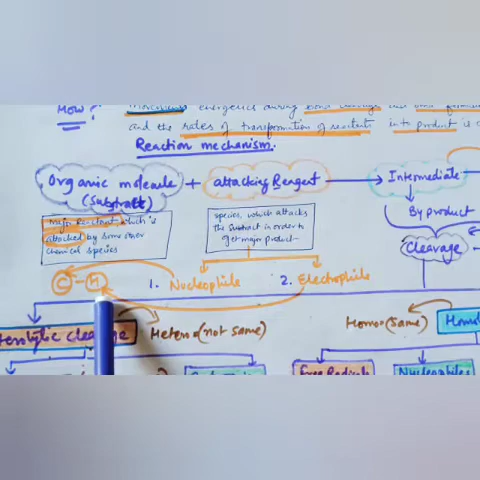 How?
energetics during bond cleavage
and the rates of transformation of reactants into product is
Reaction mechanism.
Organic molecule + attacking Reagent → Intermediate
(Substrate)
Major Reactant which is
attacked by some other
chemical species
species, which attacks
the substract in order to
get major product
By product
Cleavage
C - H
1. Nucleophile
2. Electrophile
Cleavage
Hetero=(not same)
Homo=(same)
Free Radicals
Nucleophiles